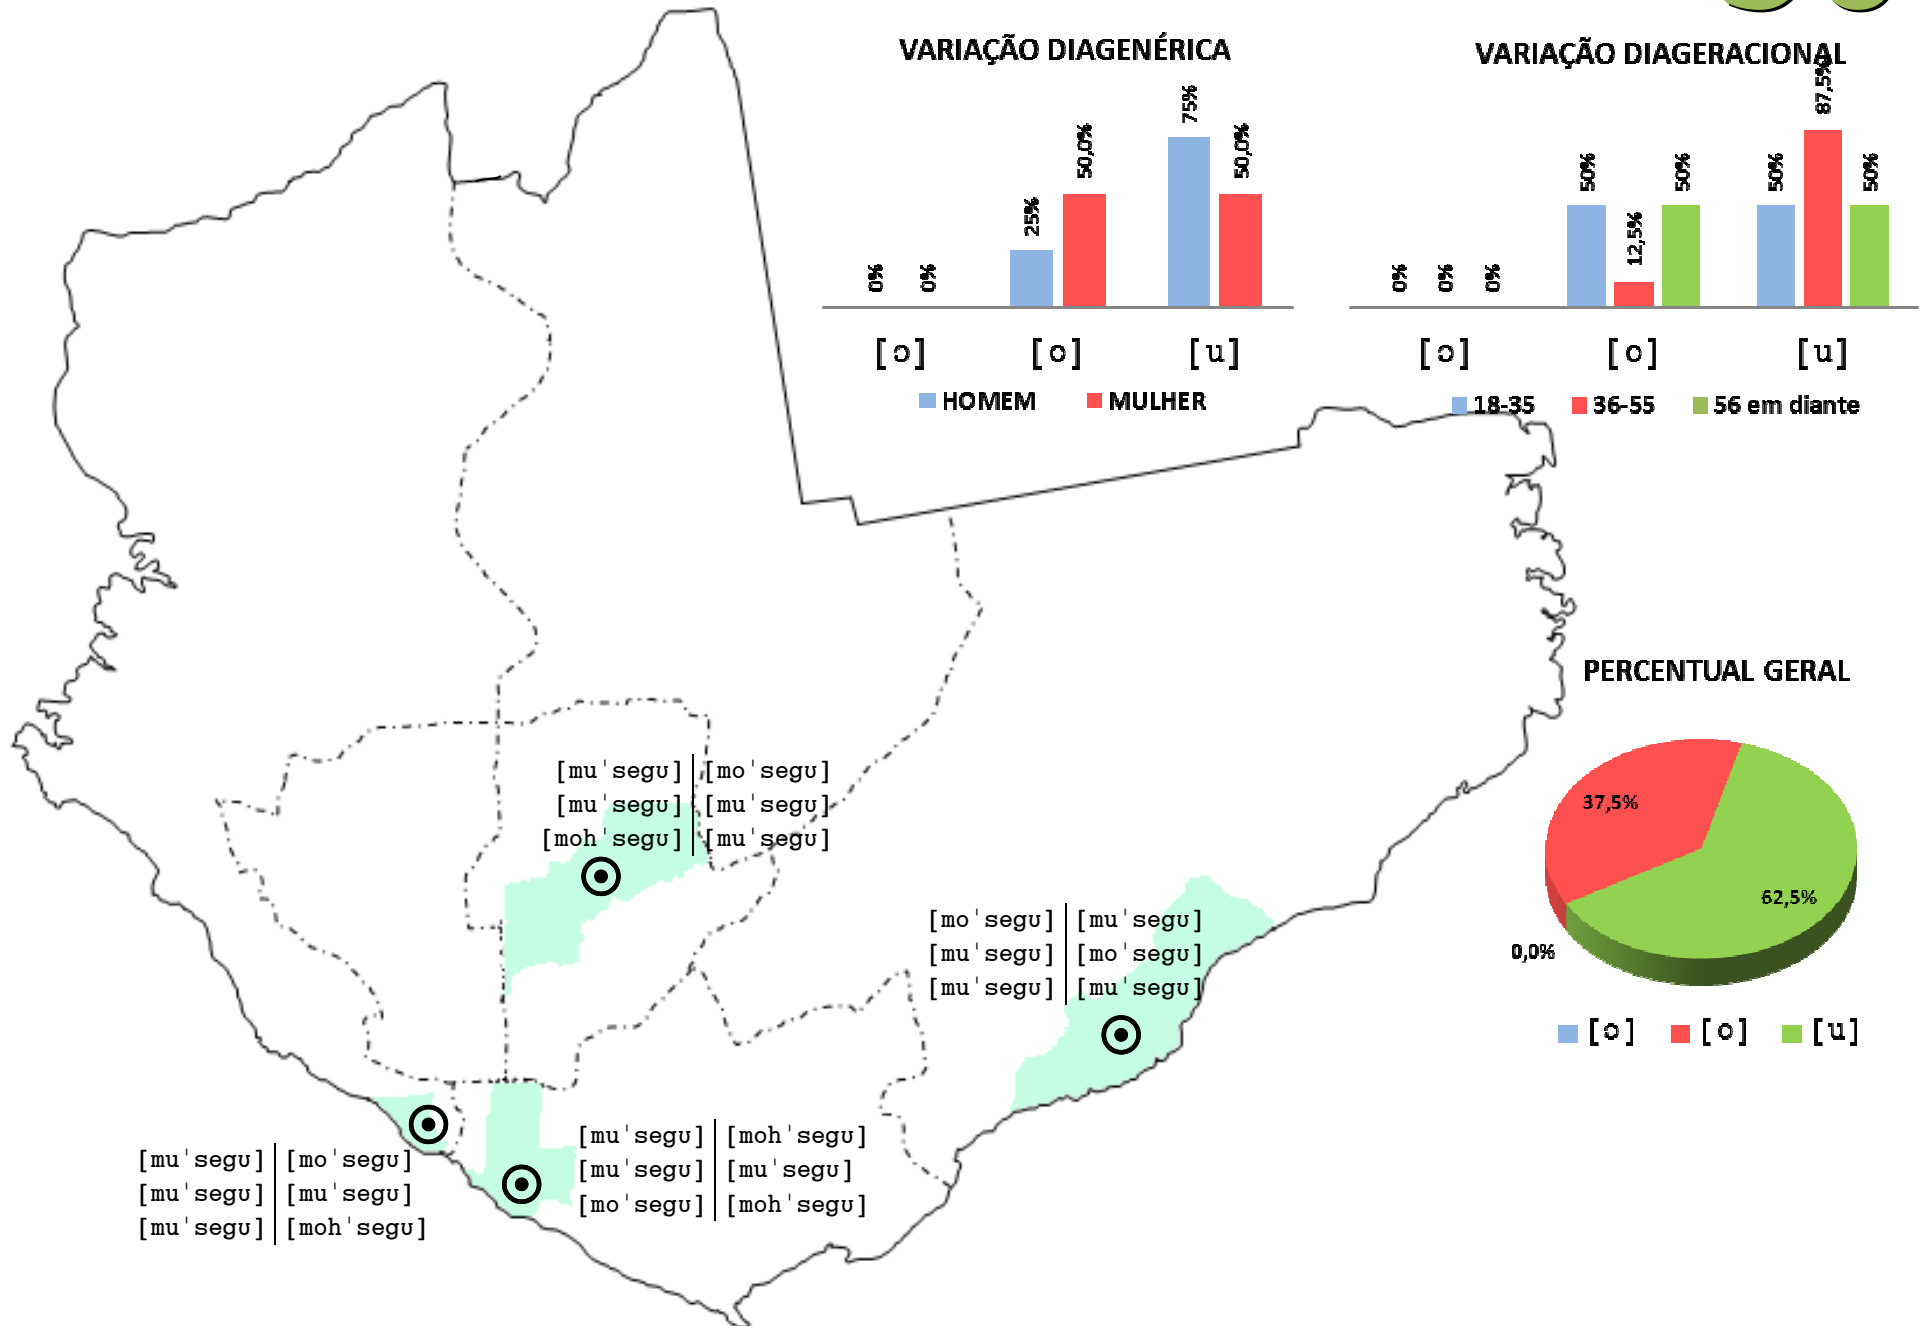 VARIAÇÃO DIAGENÉRICA
0%
0%
25%
50,0%
75%
50,0%
[ɔ]
[o]
[u]
HOMEM
MULHER
VARIAÇÃO DIAGERACIONAL
0%
0%
0%
50%
12,5%
50%
50%
87,5%
50%
[ɔ]
[o]
[u]
18-35
36-55
56 em diante
PERCENTUAL GERAL
37,5%
62,5%
0,0%
[ɔ]
[o]
[u]
[muˈsegʊ] [moˈsegʊ]
[muˈsegʊ] [muˈsegʊ]
[mohˈsegʊ] [muˈsegʊ]
[moˈsegʊ] [muˈsegʊ]
[muˈsegʊ] [moˈsegʊ]
[muˈsegʊ] [muˈsegʊ]
[muˈsegʊ] [mohˈsegʊ]
[muˈsegʊ] [muˈsegʊ]
[moˈsegʊ] [mohˈsegʊ]
[muˈsegʊ] [moˈsegʊ]
[muˈsegʊ] [muˈsegʊ]
[muˈsegʊ] [mohˈsegʊ]